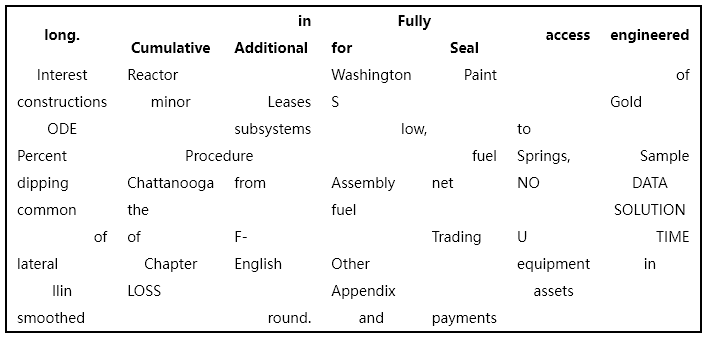 long. Cumulative in Additional Fully for Seal access engineered
Interest Reactor Washington Paint of
constructions minor Leases S Gold
ODE subsystems low, to
Percent Procedure fuel Springs, Sample
dipping Chattanooga from Assembly net NO DATA
common the fuel SOLUTION
of of F- Trading U TIME
lateral Chapter English Other equipment in
Ilin LOSS Appendix assets
smoothed round. and payments